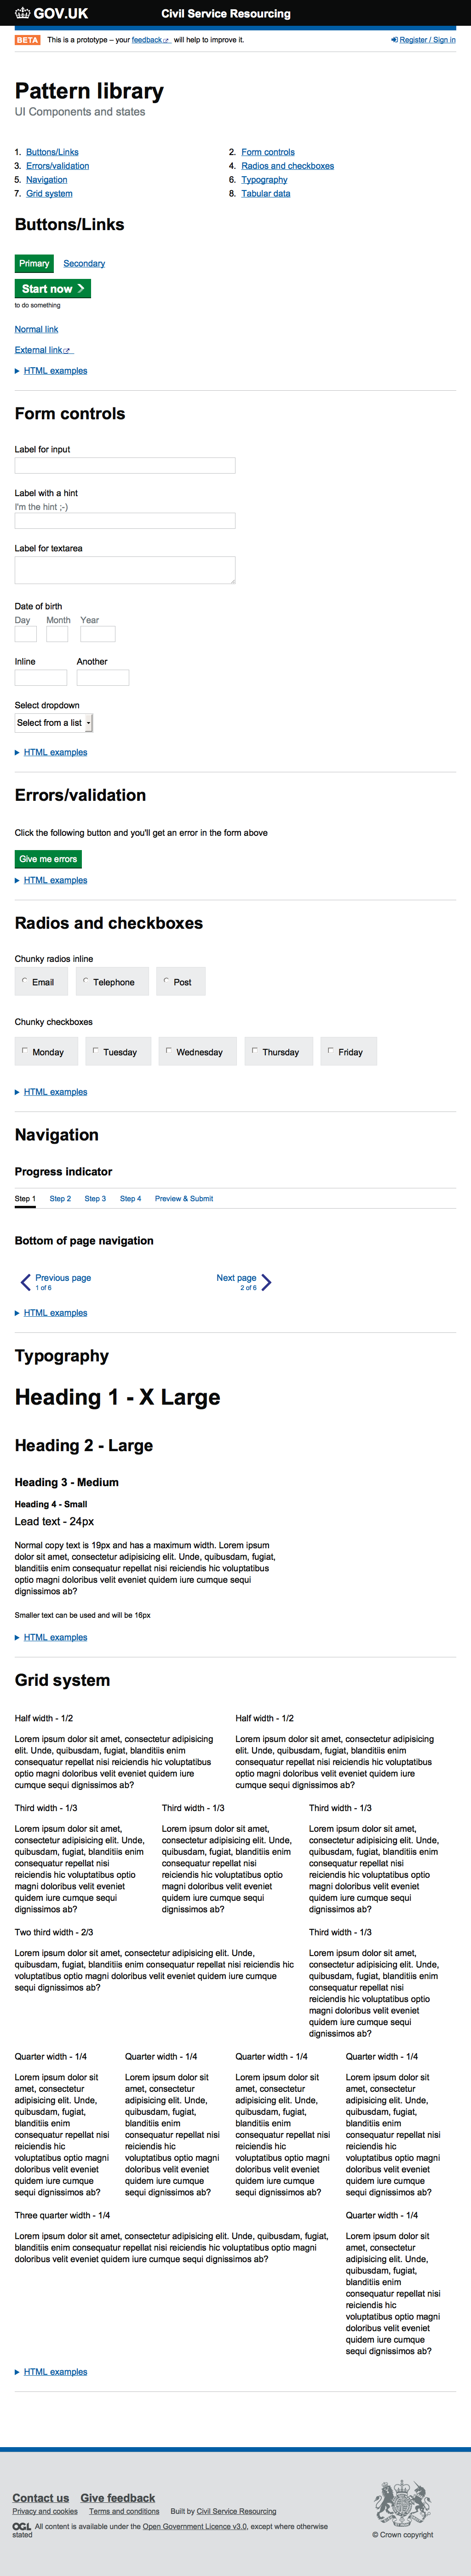 GOV.UK Civil Service Resourcing
BETA This is a prototype – your feedback will help to improve it. Register / Sign in
Pattern library
UI Components and states
1. Buttons/Links 2. Form controls
3. Errors/validation 4. Radios and checkboxes
5. Navigation 6. Typography
7. Grid system 8. Tabular data
Buttons/Links
Primary Secondary
Start now
to do something
Normal link
External link
HTML examples
Form controls
Label for input
Label with a hint
I'm the hint ;-)
Label for textarea
Date of birth
Day Month Year
Inline Another
Select dropdown
Select from a list
HTML examples
Errors/validation
Click the following button and you'll get an error in the form above
Give me errors
HTML examples
Radios and checkboxes
Chunky radios inline
Email Telephone Post
Chunky checkboxes
Monday Tuesday Wednesday Thursday Friday
HTML examples
Navigation
Progress indicator
Step 1 Step 2 Step 3 Step 4 Preview & Submit
Bottom of page navigation
Previous page Next page
1 of 6 2 of 6
HTML examples
Typography
Heading 1 - X Large
Heading 2 - Large
Heading 3 - Medium
Heading 4 - Small
Lead text - 24px
Normal copy text is 19px and has a maximum width. Lorem ipsum
dolor sit amet, consectetur adipisicing elit. Unde, quibusdam, fugiat,
blanditiis enim consequatur repellat nisi reiciendis hic voluptatibus
optio magni doloribus velit eveniet quidem iure cumque sequi
dignissimos ab?
Smaller text can be used and will be 16px
HTML examples
Grid system
Half width - 1/2
Lorem ipsum dolor sit amet, consectetur adipisicing
elit. Unde, quibusdam, fugiat, blanditiis enim
consequatur repellat nisi reiciendis hic voluptatibus
optio magni doloribus velit eveniet quidem iure
cumque sequi dignissimos ab?
Half width - 1/2
Lorem ipsum dolor sit amet, consectetur adipisicing
elit. Unde, quibusdam, fugiat, blanditiis enim
consequatur repellat nisi reiciendis hic voluptatibus
optio magni doloribus velit eveniet quidem iure
cumque sequi dignissimos ab?
Third width - 1/3
Lorem ipsum dolor sit amet,
consectetur adipisicing elit. Unde,
quibusdam, fugiat, blanditiis enim
consequatur repellat nisi
reiciendis hic voluptatibus optio
magni doloribus velit eveniet
quidem iure cumque sequi
dignissimos ab?
Third width - 1/3
Lorem ipsum dolor sit amet,
consectetur adipisicing elit. Unde,
quibusdam, fugiat, blanditiis enim
consequatur repellat nisi
reiciendis hic voluptatibus optio
magni doloribus velit eveniet
quidem iure cumque sequi
dignissimos ab?
Third width - 1/3
Lorem ipsum dolor sit amet,
consectetur adipisicing elit. Unde,
quibusdam, fugiat, blanditiis enim
consequatur repellat nisi
reiciendis hic voluptatibus optio
magni doloribus velit eveniet
quidem iure cumque sequi
dignissimos ab?
Two third width - 2/3
Lorem ipsum dolor sit amet, consectetur adipisicing elit. Unde,
quibusdam, fugiat, blanditiis enim consequatur repellat nisi reiciendis hic
voluptatibus optio magni doloribus velit eveniet quidem iure cumque
sequi dignissimos ab?
Third width - 1/3
Lorem ipsum dolor sit amet,
consectetur adipisicing elit. Unde,
quibusdam, fugiat, blanditiis enim
consequatur repellat nisi
reiciendis hic voluptatibus optio
magni doloribus velit eveniet
quidem iure cumque sequi
dignissimos ab?
Quarter width - 1/4
Lorem ipsum dolor sit
amet, consectetur
adipisicing elit. Unde,
quibusdam, fugiat,
blanditiis enim
consequatur repellat nisi
reiciendis hic
voluptatibus optio magni
doloribus velit eveniet
quidem iure cumque
sequi dignissimos ab?
Quarter width - 1/4
Lorem ipsum dolor sit
amet, consectetur
adipisicing elit. Unde,
quibusdam, fugiat,
blanditiis enim
consequatur repellat nisi
reiciendis hic
voluptatibus optio magni
doloribus velit eveniet
quidem iure cumque
sequi dignissimos ab?
Quarter width - 1/4
Lorem ipsum dolor sit
amet, consectetur
adipisicing elit. Unde,
quibusdam, fugiat,
blanditiis enim
consequatur repellat nisi
reiciendis hic
voluptatibus optio magni
doloribus velit eveniet
quidem iure cumque
sequi dignissimos ab?
Quarter width - 1/4
Lorem ipsum dolor sit
amet, consectetur
adipisicing elit. Unde,
quibusdam, fugiat,
blanditiis enim
consequatur repellat nisi
reiciendis hic
voluptatibus optio magni
doloribus velit eveniet
quidem iure cumque
sequi dignissimos ab?
Three quarter width - 1/4
Lorem ipsum dolor sit amet, consectetur adipisicing elit. Unde, quibusdam, fugiat,
blanditiis enim consequatur repellat nisi reiciendis hic voluptatibus optio magni
doloribus velit eveniet quidem iure cumque sequi dignissimos ab?
Quarter width - 1/4
Lorem ipsum dolor sit
amet, consectetur
adipisicing elit. Unde,
quibusdam, fugiat,
blanditiis enim
consequatur repellat nisi
reiciendis hic
voluptatibus optio magni
doloribus velit eveniet
quidem iure cumque
sequi dignissimos ab?
HTML examples
Contact us Give feedback
Privacy and cookies Terms and conditions Built by Civil Service Resourcing
OGL All content is available under the Open Government Licence v3.0, except where otherwise
stated
© Crown copyright